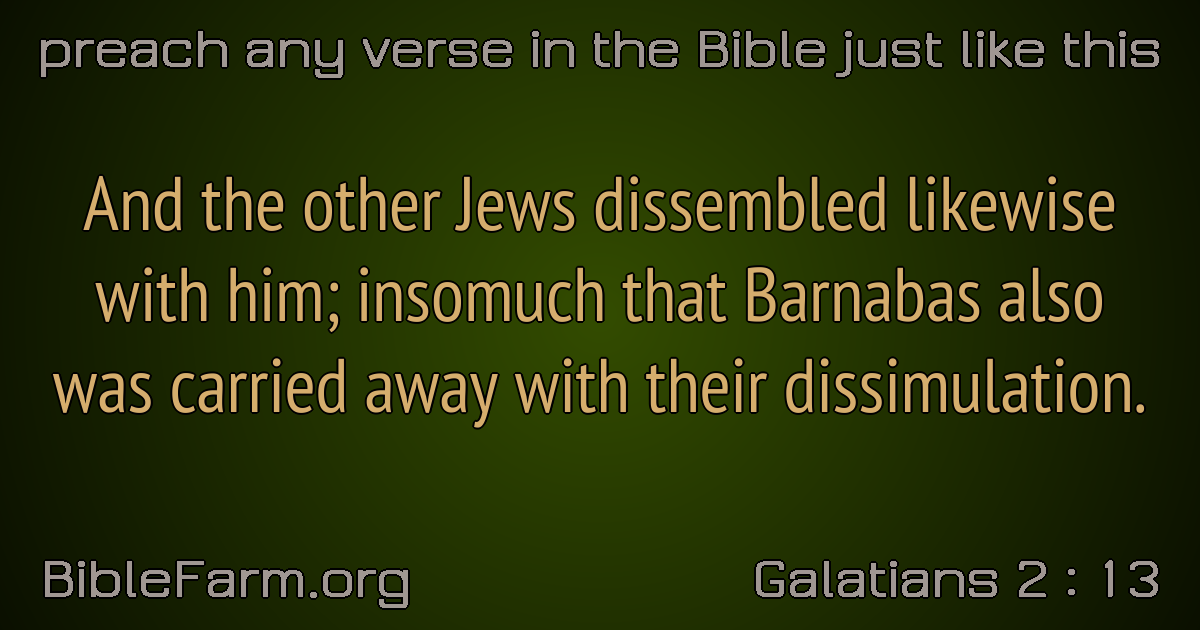 preach any verse in the Bible just like this
And the other Jews dissembled likewise
with him; insomuch that Barnabas also
was carried away with their dissimulation.
BibleFarm.org
Galatians 2 : 13